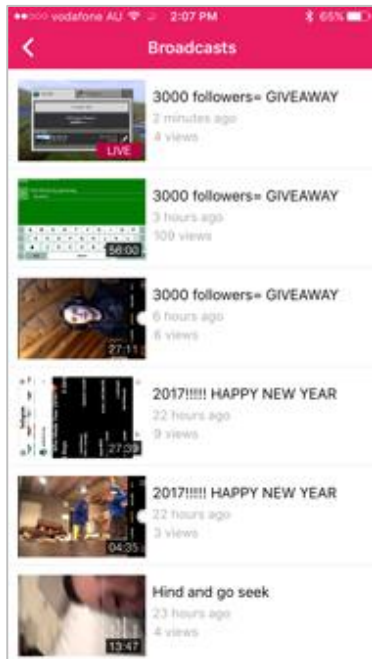 vodafone AU 2:07 PM 65%
Broadcasts
3000 followers= GIVEAWAY
2 minutes ago
4 views
LIVE
3000 followers= GIVEAWAY
3 hours ago
109 views
56:00
3000 followers= GIVEAWAY
6 hours ago
6 views
27:11
2017!!!!! HAPPY NEW YEAR
22 hours ago
9 views
27:39
2017!!!!! HAPPY NEW YEAR
22 hours ago
3 views
04:35
Hind and go seek
23 hours ago
4 views
13:47